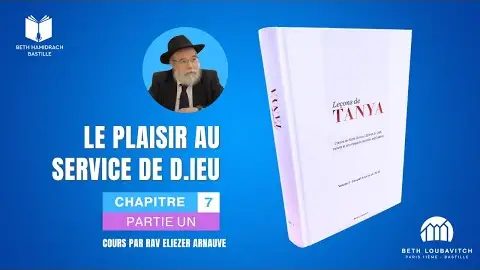 BETH HAMIDRACH
BASTILLE
LE PLAISIR AU
SERVICE DE D.IEU
CHAPITRE 7
PARTIE UN
COURS PAR RAV ELIEZER ARNAUVE
TANYA
Leçons de
TANYA
BETH LOUBAVITCH
PARIS 11ÈME - BASTILLE